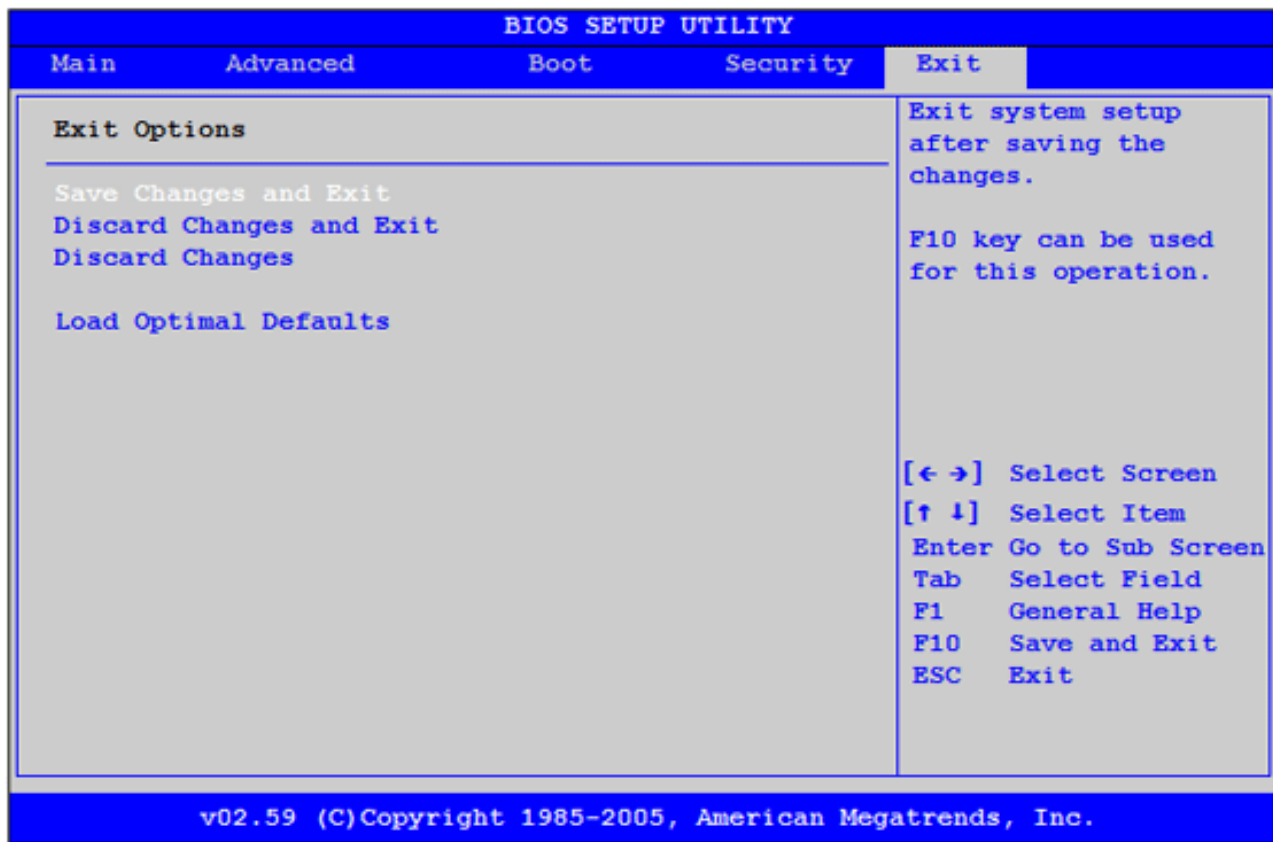 BIOS SETUP UTILITY
Main Advanced Boot Security Exit
Exit Options
Save Changes and Exit
Discard Changes and Exit
Discard Changes
Load Optimal Defaults
Exit system setup
after saving the
changes.
F10 key can be used
for this operation.
[← →] Select Screen
[↑ ↓] Select Item
Enter Go to Sub Screen
Tab Select Field
F1 General Help
F10 Save and Exit
ESC Exit
v02.59 (C)Copyright 1985-2005, American Megatrends, Inc.